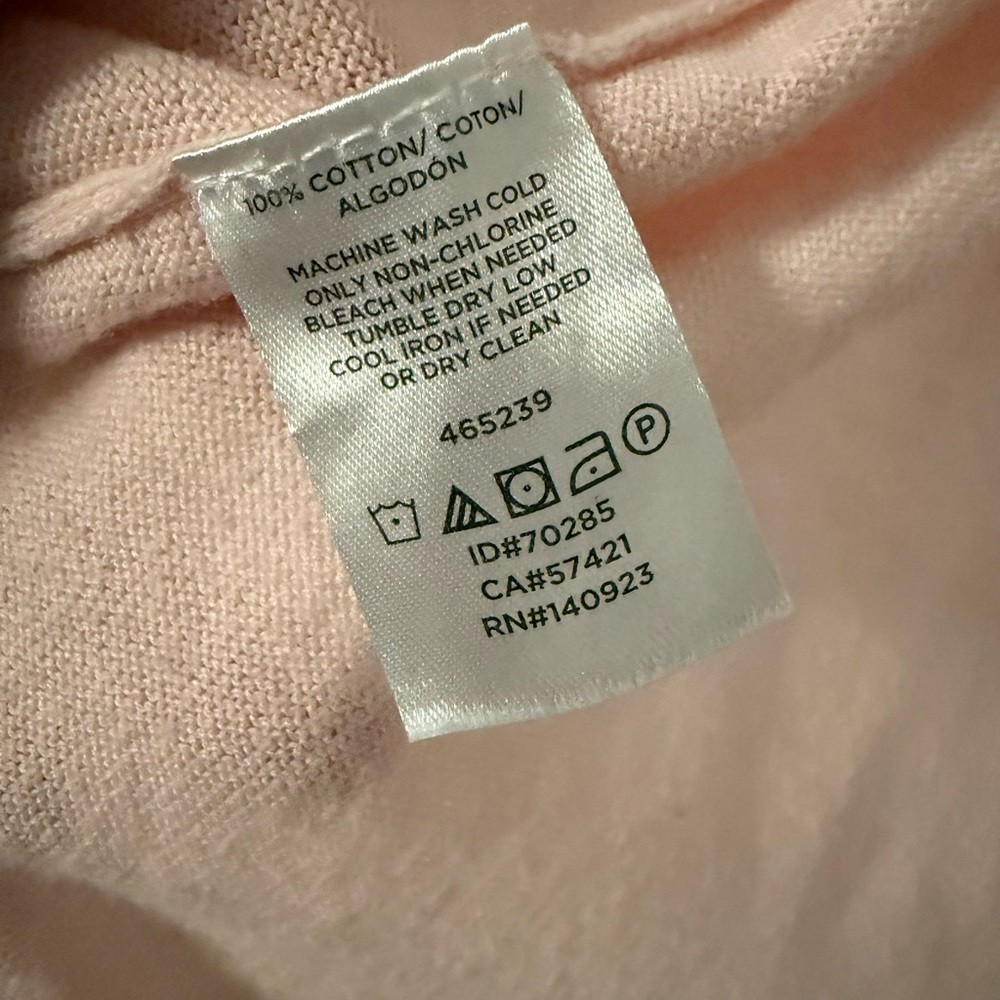 100% COTTON/ COTON/
ALGODÓN
MACHINE WASH COLD
ONLY NON-CHLORINE
BLEACH WHEN NEEDED
TUMBLE DRY LOW
COOL IRON IF NEEDED
OR DRY CLEAN
465239
P
ID#70285
CA#57421
RN#140923